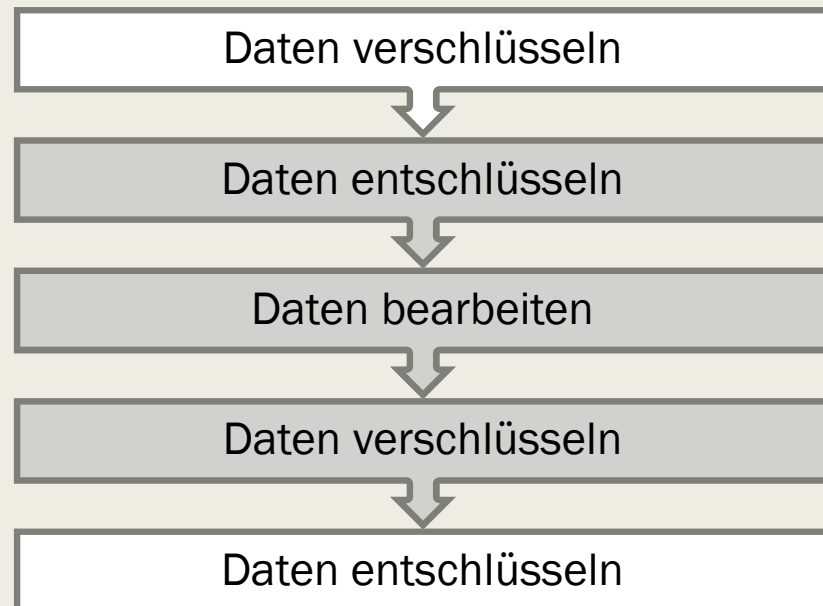 Daten verschlüsseln
Daten entschlüsseln
Daten bearbeiten
Daten verschlüsseln
Daten entschlüsseln